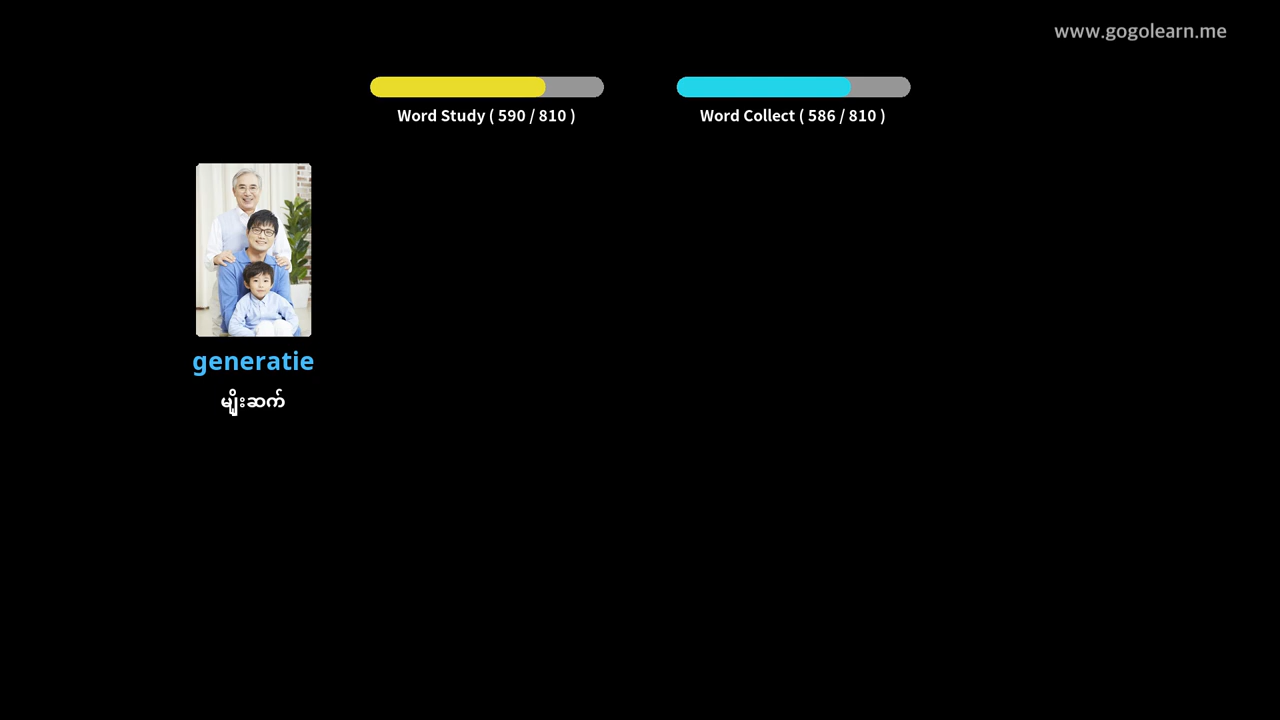 www.gogolearn.me
Word Study ( 590 / 810 )
Word Collect ( 586 / 810 )
generatie
မျိုးဆက်